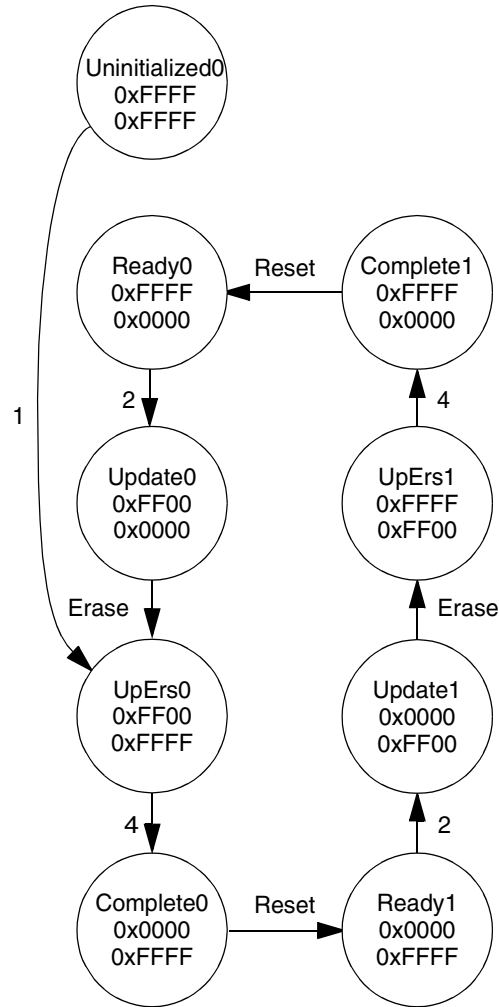 Uninitialized0
0xFFFF
0xFFFF
Ready0
0xFFFF
0x0000
Reset
Complete1
0xFFFF
0x0000
1
2
4
Update0
0xFF00
0x0000
UpErs1
0xFFFF
0xFF00
Erase
Erase
UpErs0
0xFF00
0xFFFF
Update1
0x0000
0xFF00
4
2
Complete0
0x0000
0xFFFF
Reset
Ready1
0x0000
0xFFFF